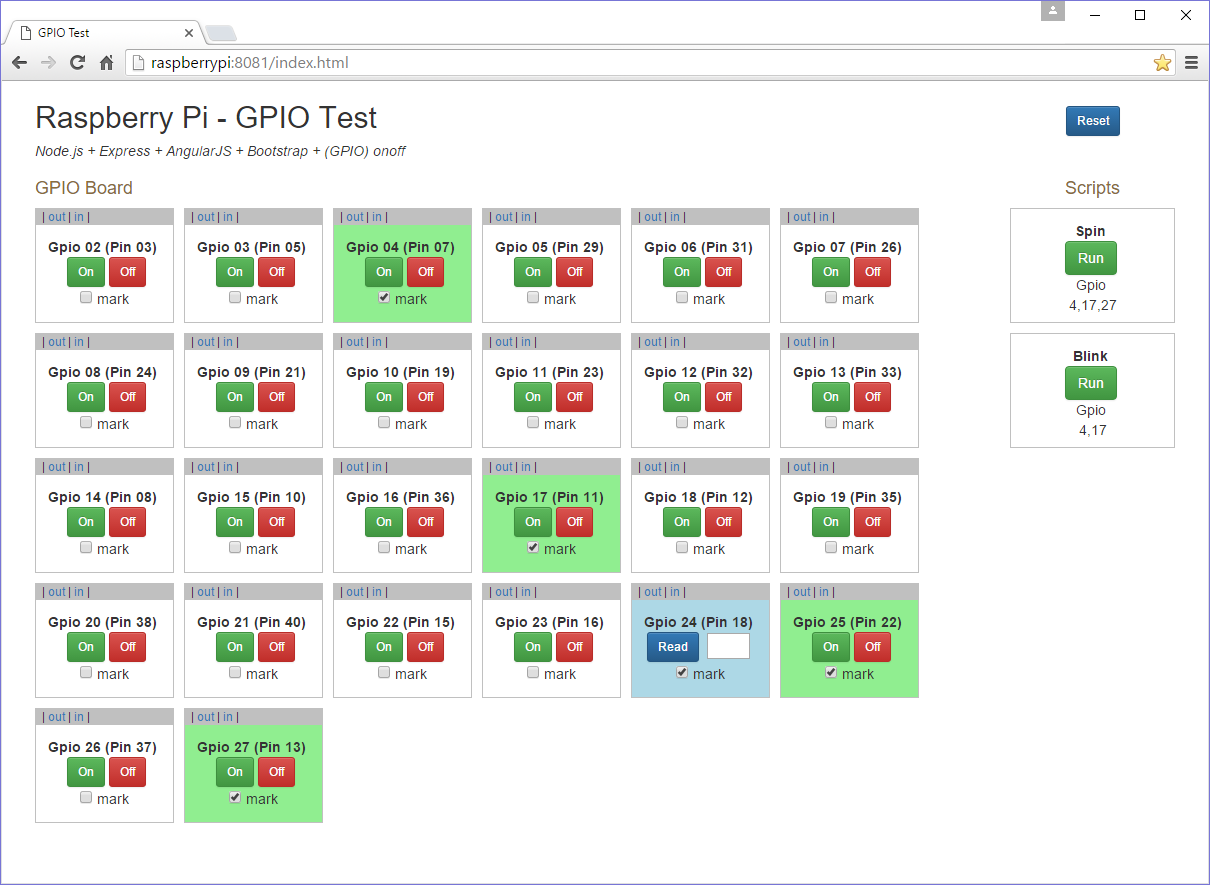 GPIO Test
raspberrypi:8081/index.html
Raspberry Pi - GPIO Test
Reset
Node.js + Express + AngularJS + Bootstrap + (GPIO) onoff
GPIO Board
Scripts
| out | in | | out | in | | out | in | | out | in | | out | in | | out | in |
Gpio 02 (Pin 03) Gpio 03 (Pin 05) Gpio 04 (Pin 07) Gpio 05 (Pin 29) Gpio 06 (Pin 31) Gpio 07 (Pin 26)
On Off On Off On Off On Off On Off On Off
mark mark mark mark mark mark
| out | in | | out | in | | out | in | | out | in | | out | in | | out | in |
Gpio 08 (Pin 24) Gpio 09 (Pin 21) Gpio 10 (Pin 19) Gpio 11 (Pin 23) Gpio 12 (Pin 32) Gpio 13 (Pin 33)
On Off On Off On Off On Off On Off On Off
mark mark mark mark mark mark
| out | in | | out | in | | out | in | | out | in | | out | in | | out | in |
Gpio 14 (Pin 08) Gpio 15 (Pin 10) Gpio 16 (Pin 36) Gpio 17 (Pin 11) Gpio 18 (Pin 12) Gpio 19 (Pin 35)
On Off On Off On Off On Off On Off On Off
mark mark mark mark mark mark
| out | in | | out | in | | out | in | | out | in | | out | in | | out | in |
Gpio 20 (Pin 38) Gpio 21 (Pin 40) Gpio 22 (Pin 15) Gpio 23 (Pin 16) Gpio 24 (Pin 18) Gpio 25 (Pin 22)
On Off On Off On Off On Off Read On Off
mark mark mark mark mark mark
| out | in | | out | in |
Gpio 26 (Pin 37) Gpio 27 (Pin 13)
On Off On Off
mark mark
Spin
Run
Gpio
4,17,27
Blink
Run
Gpio
4,17